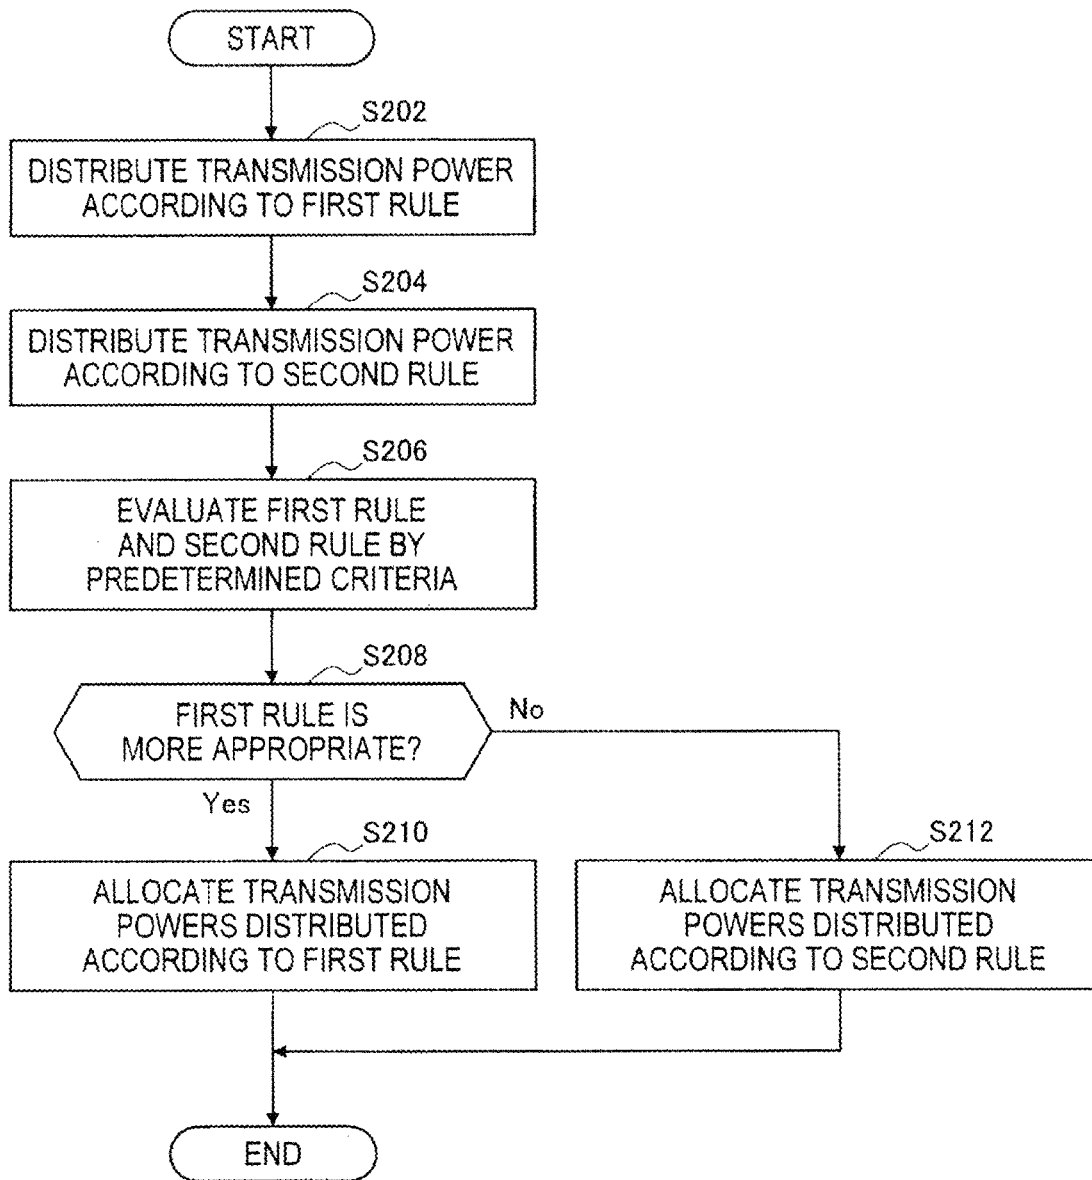 START
S202
DISTRIBUTE TRANSMISSION POWER
ACCORDING TO FIRST RULE
S204
DISTRIBUTE TRANSMISSION POWER
ACCORDING TO SECOND RULE
S206
EVALUATE FIRST RULE
AND SECOND RULE BY
PREDETERMINED CRITERIA
S208
FIRST RULE IS
MORE APPROPRIATE?
No
Yes
S210
ALLOCATE TRANSMISSION
POWERS DISTRIBUTED
ACCORDING TO FIRST RULE
S212
ALLOCATE TRANSMISSION
POWERS DISTRIBUTED
ACCORDING TO SECOND RULE
END